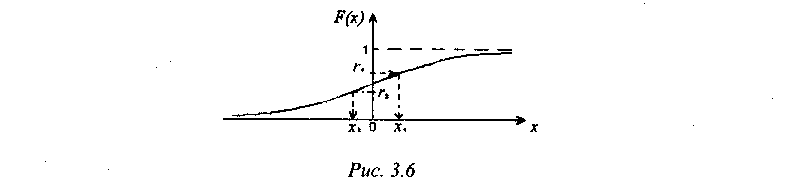 F(x)
1
r₁
r₂
x₂ 0 x₁ x
Рис. 3.6